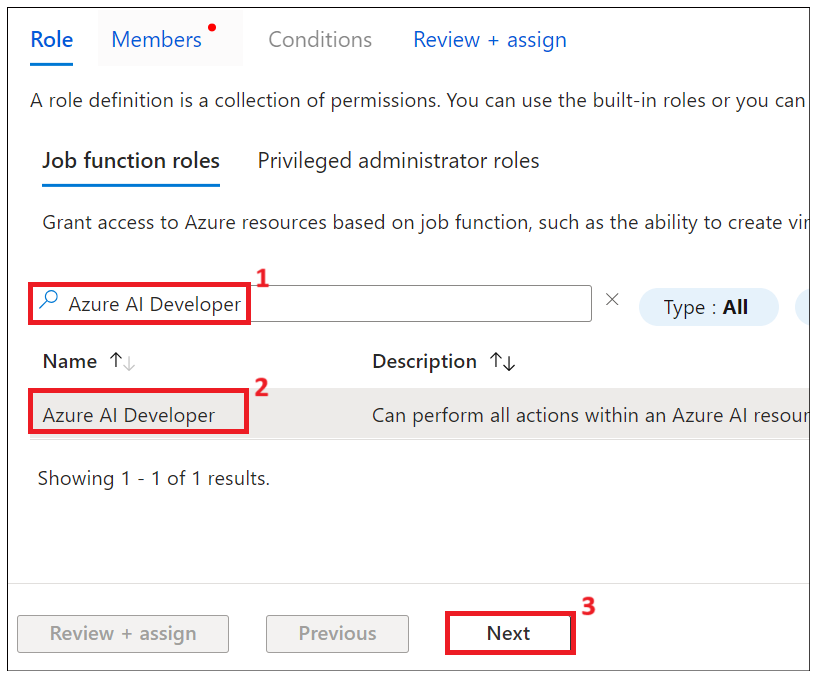 Role Members Conditions Review + assign
A role definition is a collection of permissions. You can use the built-in roles or you can
Job function roles Privileged administrator roles
Grant access to Azure resources based on job function, such as the ability to create vir
1
Azure AI Developer Type : All
Name Description
2
Azure AI Developer Can perform all actions within an Azure AI resour
Showing 1 - 1 of 1 results.
3
Review + assign Previous Next